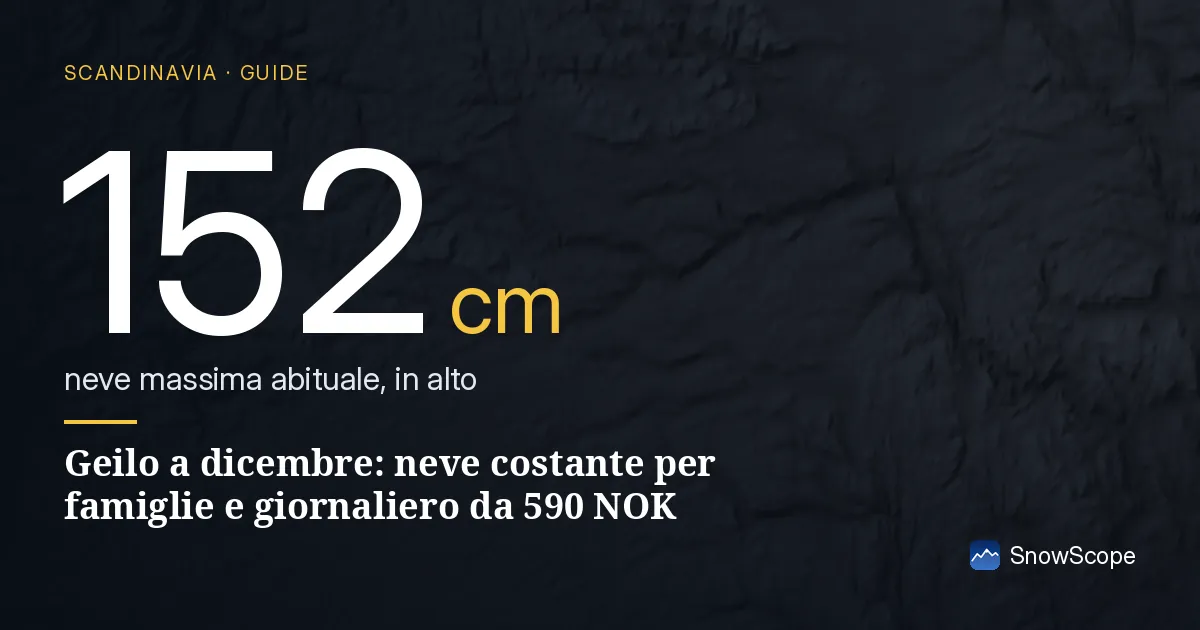 SCANDINAVIA · GUIDE
152 cm
neve massima abituale, in alto
Geilo a dicembre: neve costante per
famiglie e giornaliero da 590 NOK
SnowScope